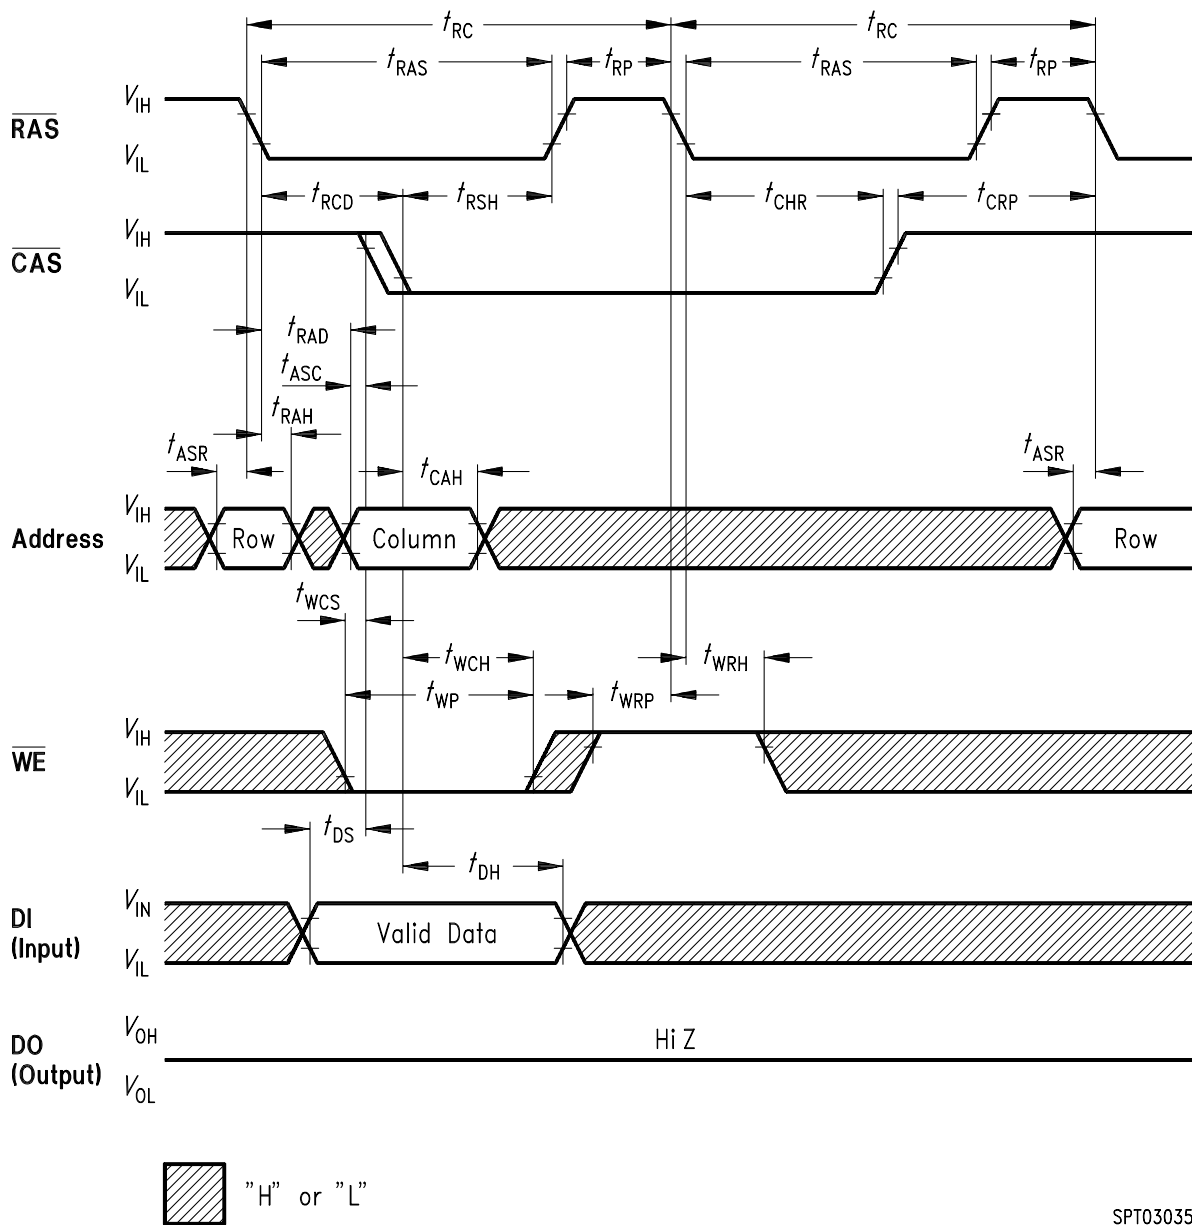 tRC tRC
tRAS tRP tRAS tRP
RAS VIH
VIL
tRCD tRSH tCHR tCRP
CAS VIH
VIL
tRAD
tASC
tRAH
tASR tCAH tASR
Address VIH Row Column Row
VIL
tWCS
tWCH tWRH
tWP tWRP
WE VIH
VIL
tDS
tDH
DI
(Input) VIN Valid Data
VIL
DO
(Output) VOH Hi Z
VOL
"H" or "L"
SPT03035